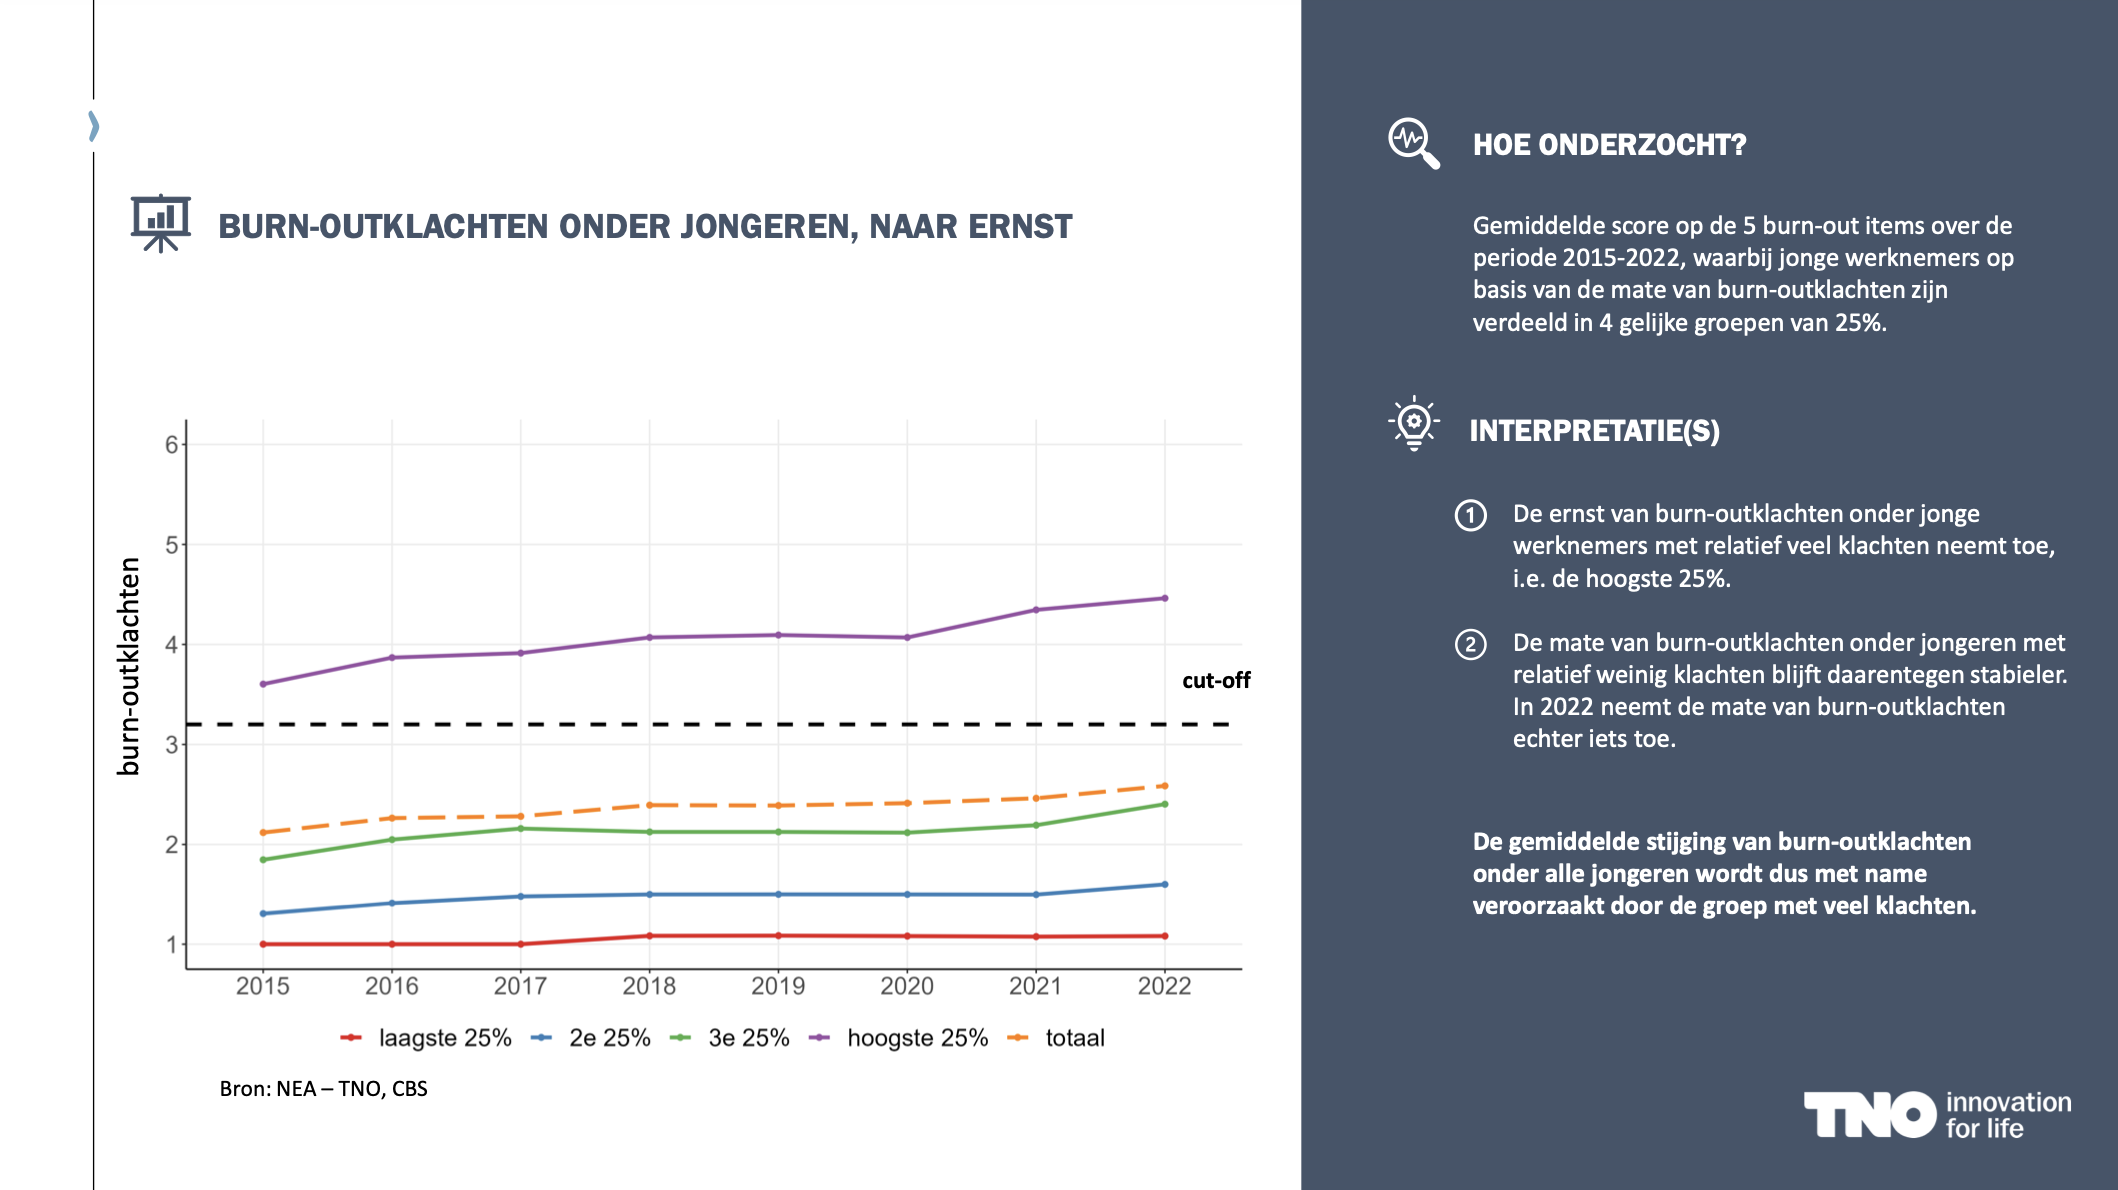 BURN-OUTKLACHTEN ONDER JONGEREN, NAAR ERNST
burn-outklachten
6
5
4
3
2
1
cut-off
2015 2016 2017 2018 2019 2020 2021 2022
laagste 25% 2e 25% 3e 25% hoogste 25% totaal
Bron: NEA – TNO, CBS
HOE ONDERZOCHT?
Gemiddelde score op de 5 burn-out items over de
periode 2015-2022, waarbij jonge werknemers op
basis van de mate van burn-outklachten zijn
verdeeld in 4 gelijke groepen van 25%.
INTERPRETATIE(S)
1 De ernst van burn-outklachten onder jonge
werknemers met relatief veel klachten neemt toe,
i.e. de hoogste 25%.
2 De mate van burn-outklachten onder jongeren met
relatief weinig klachten blijft daarentegen stabieler.
In 2022 neemt de mate van burn-outklachten
echter iets toe.
De gemiddelde stijging van burn-outklachten
onder alle jongeren wordt dus met name
veroorzaakt door de groep met veel klachten.
TNO innovation
for life